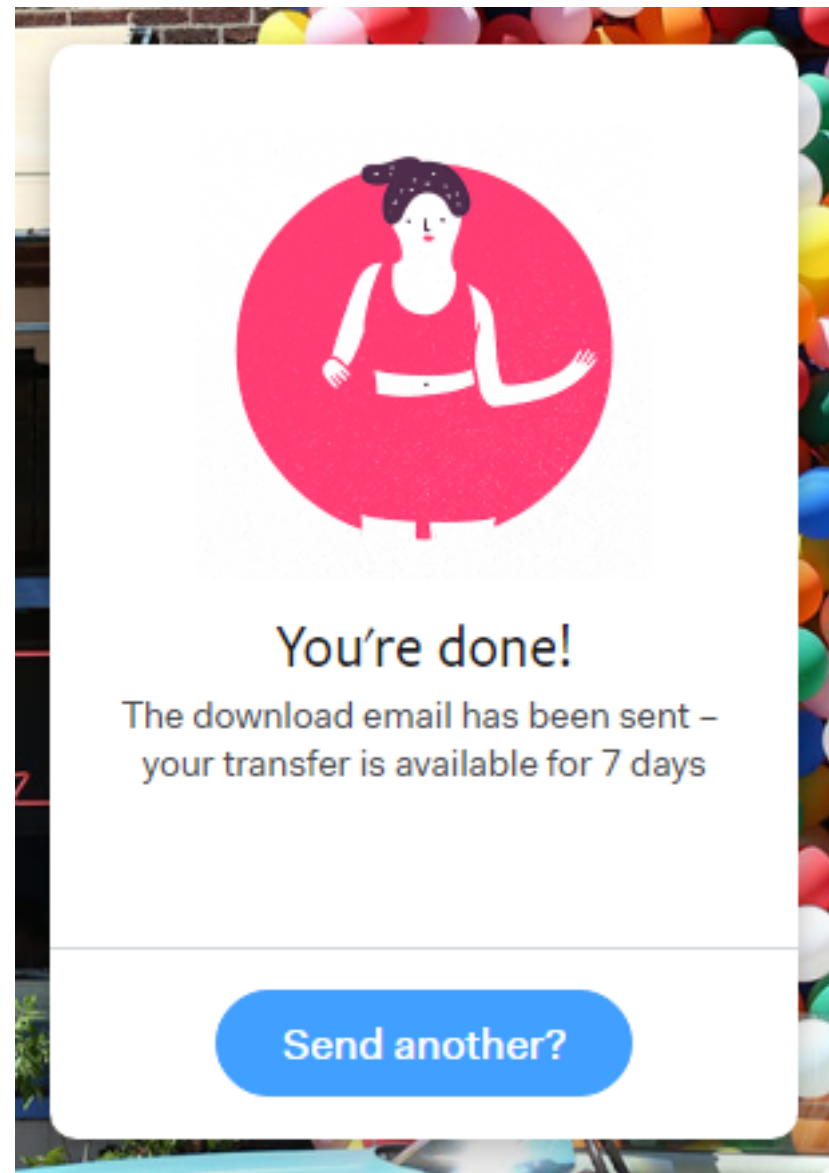 You're done!
The download email has been sent –
your transfer is available for 7 days
Send another?